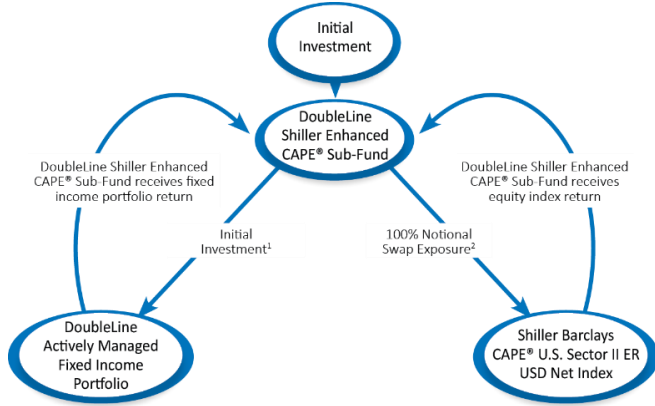 Initial
Investment
DoubleLine
Shiller Enhanced
CAPE® Sub-Fund
DoubleLine Shiller Enhanced
CAPE® Sub-Fund receives fixed
income portfolio return
DoubleLine Shiller Enhanced
CAPE® Sub-Fund receives
equity index return
Initial
Investment¹
100% Notional
Swap Exposure²
DoubleLine
Actively Managed
Fixed Income
Portfolio
Shiller Barclays
CAPE® U.S. Sector II ER
USD Net Index